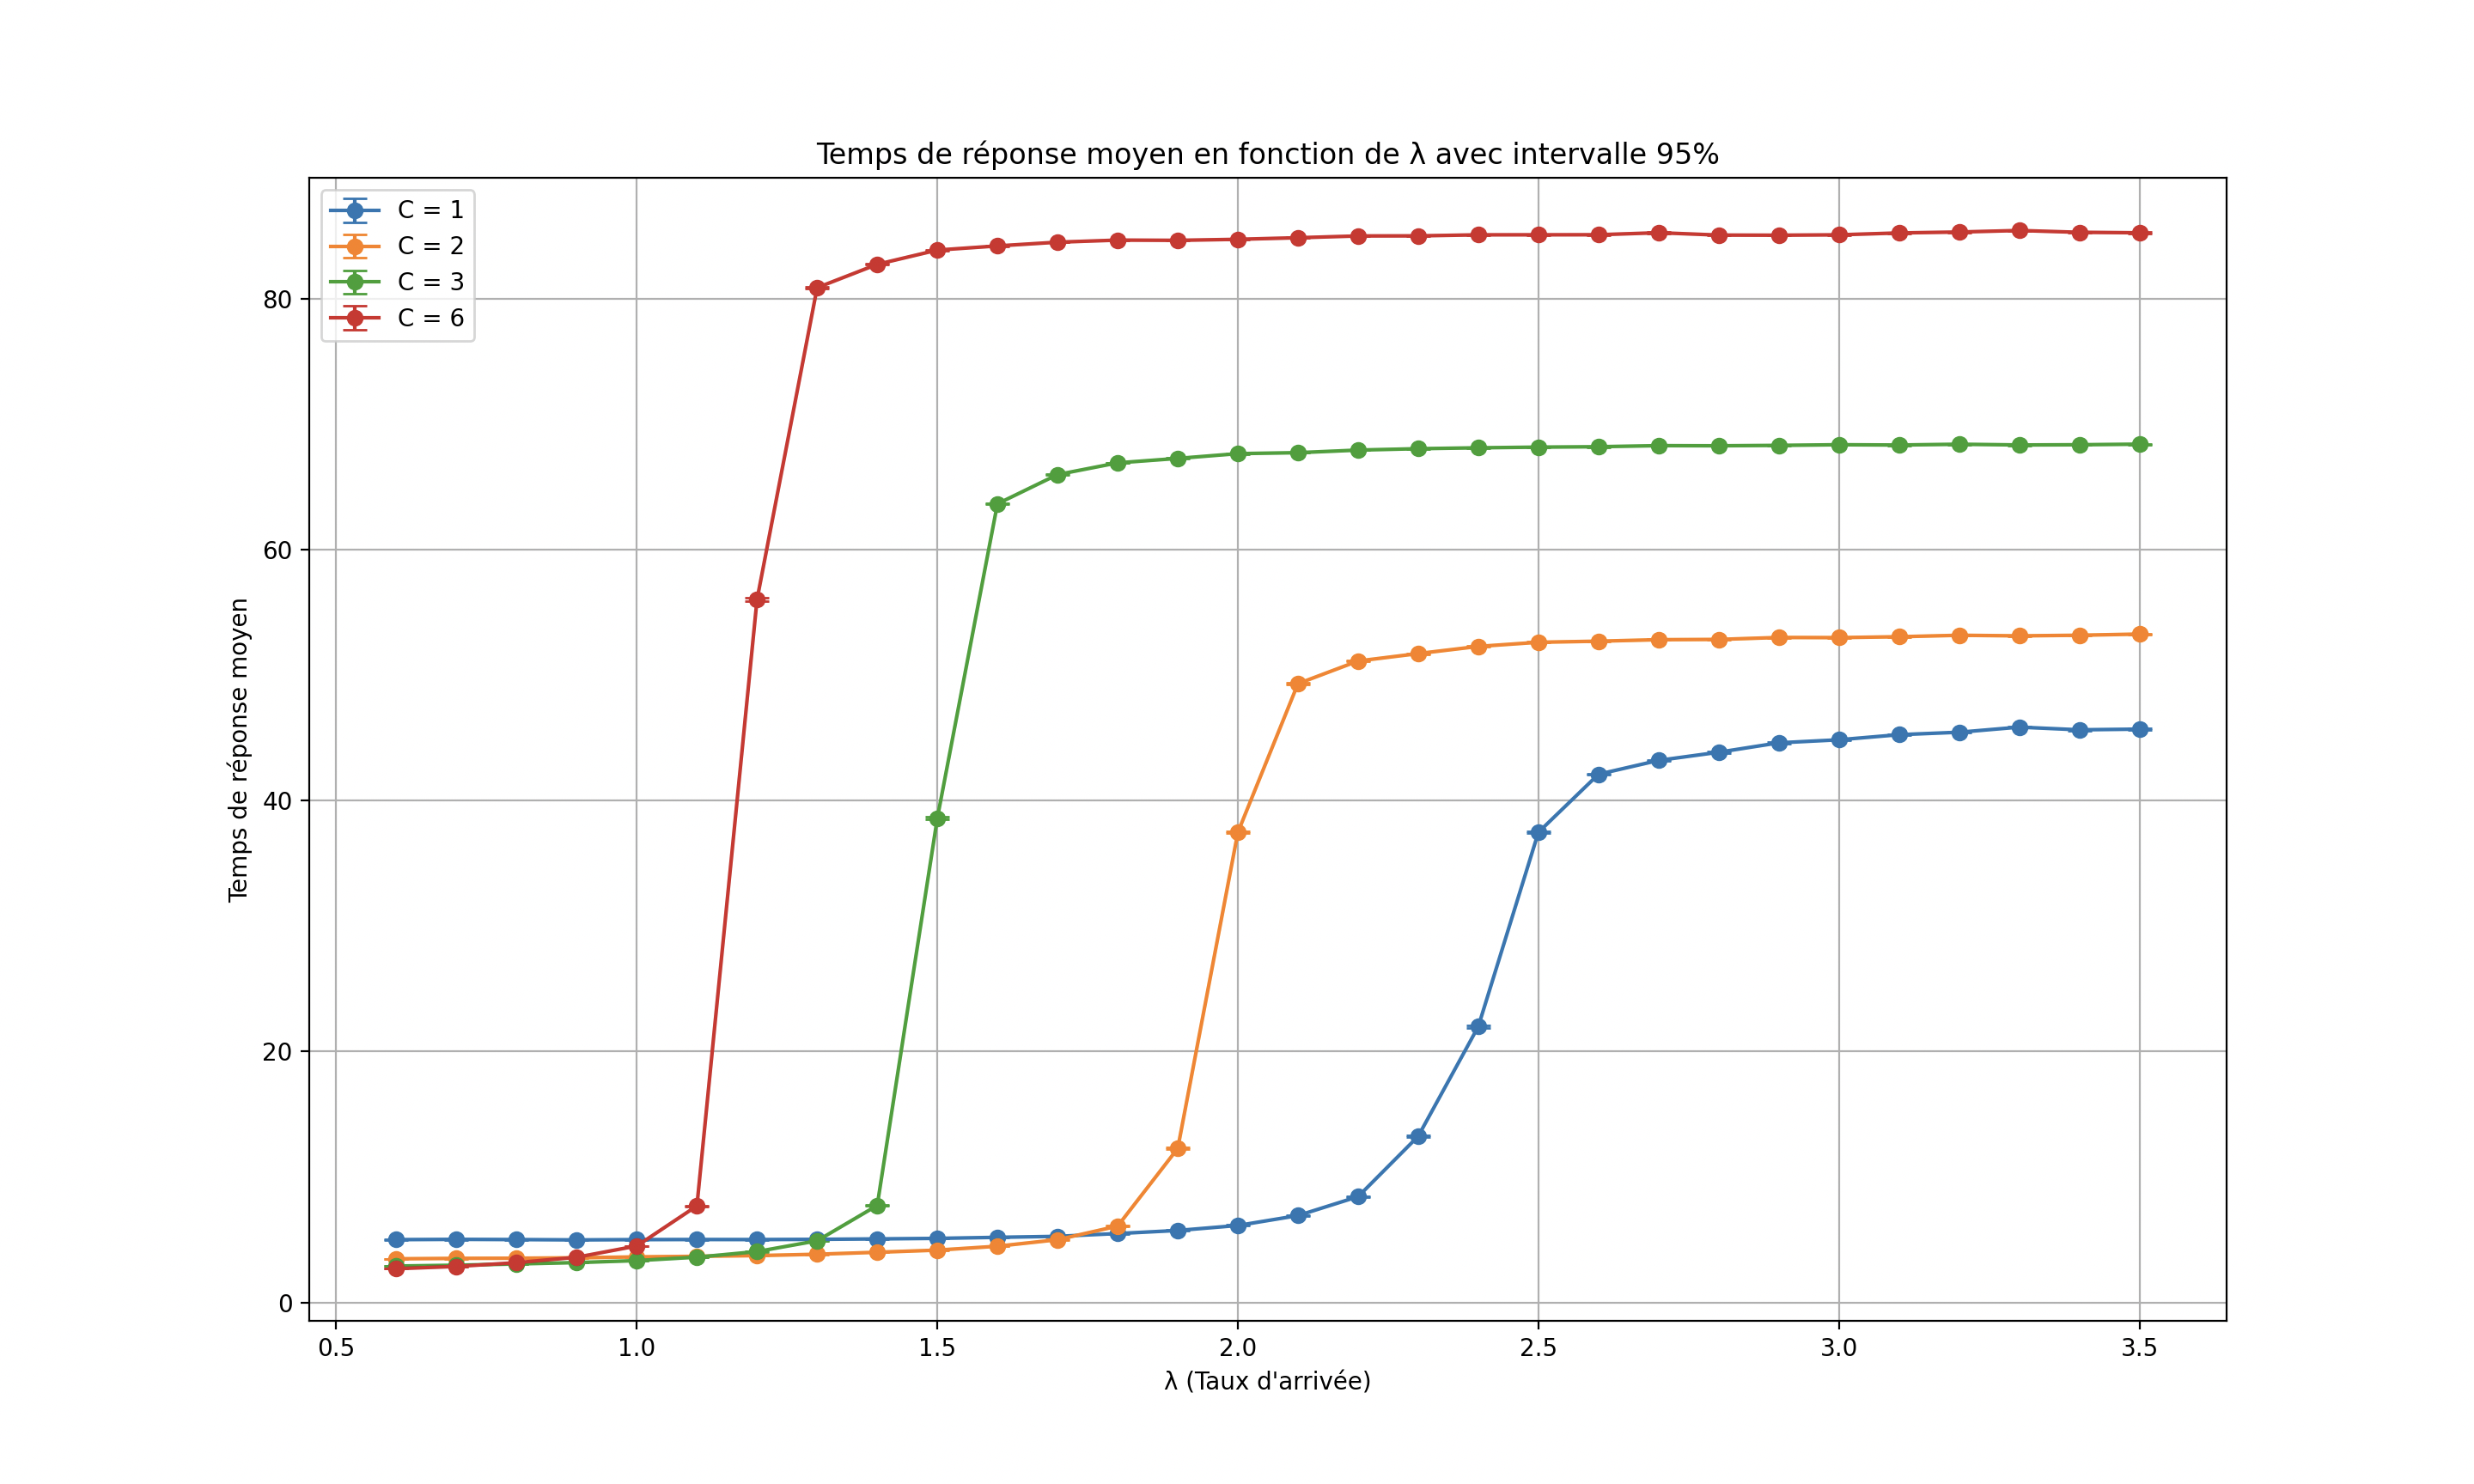 Temps de réponse moyen en fonction de λ avec intervalle 95%
C = 1
C = 2
C = 3
C = 6
Temps de réponse moyen
80
60
40
20
0
0.5 1.0 1.5 2.0 2.5 3.0 3.5
λ (Taux d'arrivée)